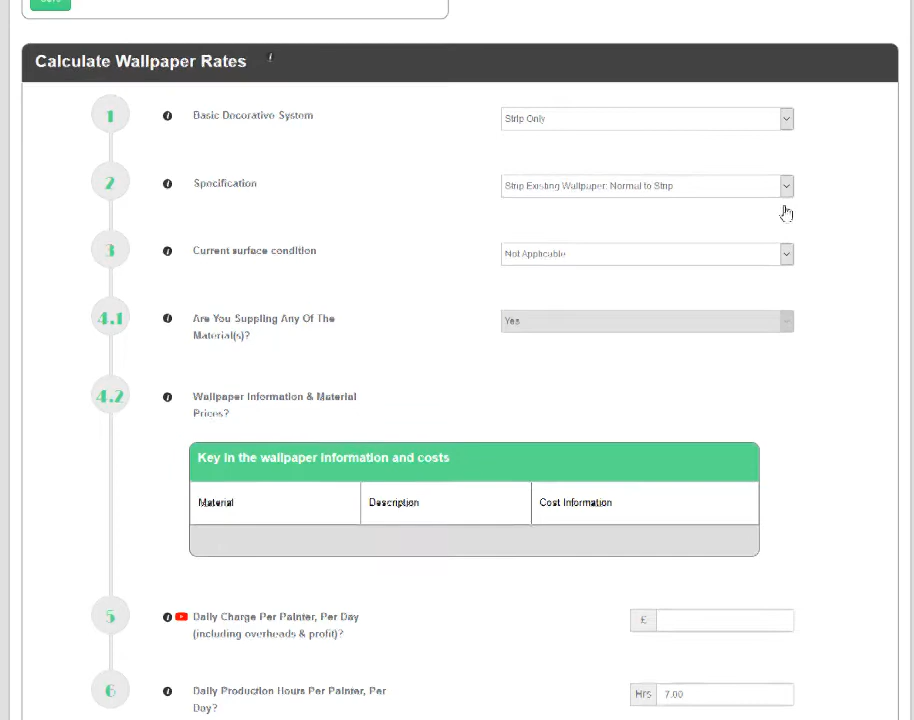 Calculate Wallpaper Rates i
1 i Basic Decorative System Strip Only
2 i Specification Strip Existing Wallpaper: Normal to Strip
3 i Current surface condition Not Applicable
4.1 i Are You Suppling Any Of The Yes
Material(s)?
4.2 i Wallpaper Information & Material
Prices?
Key in the wallpaper information and costs
Material Description Cost Information
5 i Daily Charge Per Painter, Per Day £
(including overheads & profit)?
6 i Daily Production Hours Per Painter, Per Hrs 7.00
Day?